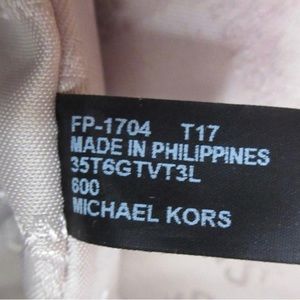 FP-1704 T17
MADE IN PHILIPPINES
35T6GTVT3L
600
MICHAEL KORS